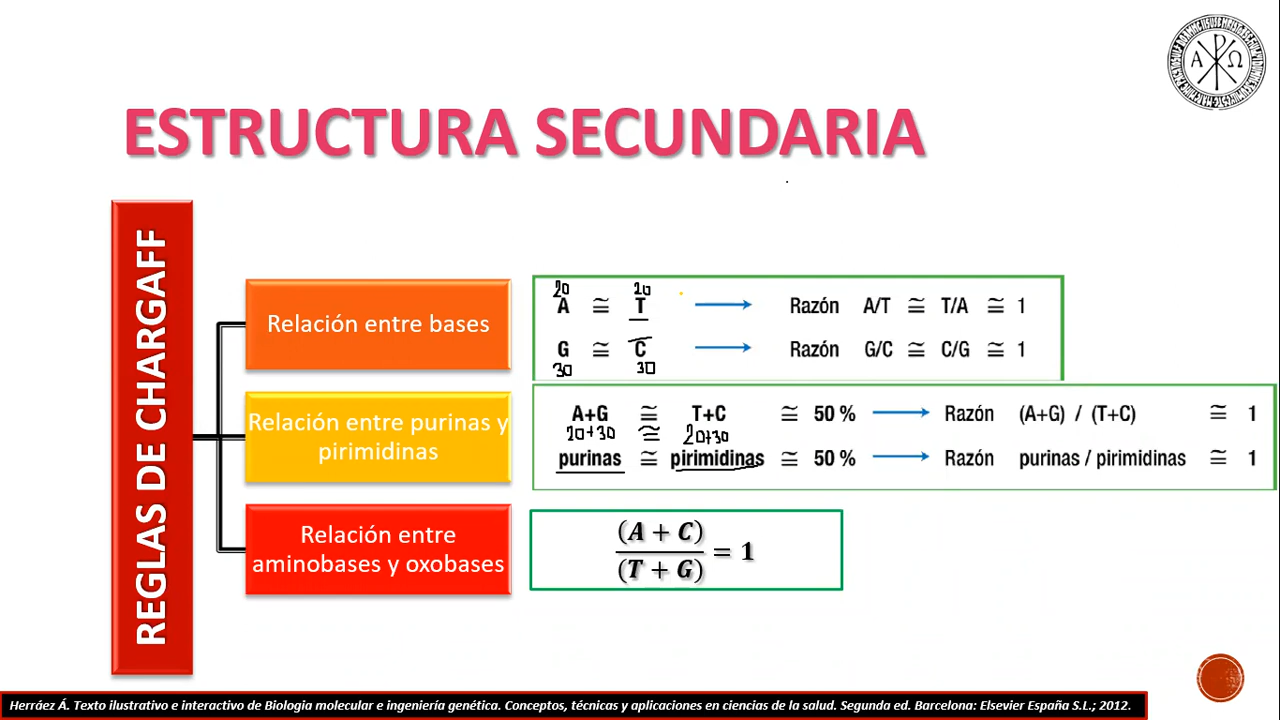 ESTRUCTURA SECUNDARIA
REGLAS DE CHARGAFF
Relación entre bases
20 20
A ≅ T → Razón A/T ≅ T/A ≅ 1
G ≅ C → Razón G/C ≅ C/G ≅ 1
30 30
Relación entre purinas y
pirimidinas
A+G ≅ T+C ≅ 50 % → Razón (A+G) / (T+C) ≅ 1
20+30 ≅ 20+30
purinas ≅ pirimidinas ≅ 50 % → Razón purinas / pirimidinas ≅ 1
Relación entre
aminobases y oxobases
(A + C)
= 1
(T + G)
A Ω
Herráez Á. Texto ilustrativo e interactivo de Biologia molecular e ingeniería genética. Conceptos, técnicas y aplicaciones en ciencias de la salud. Segunda ed. Barcelona: Elsevier España S.L.; 2012.